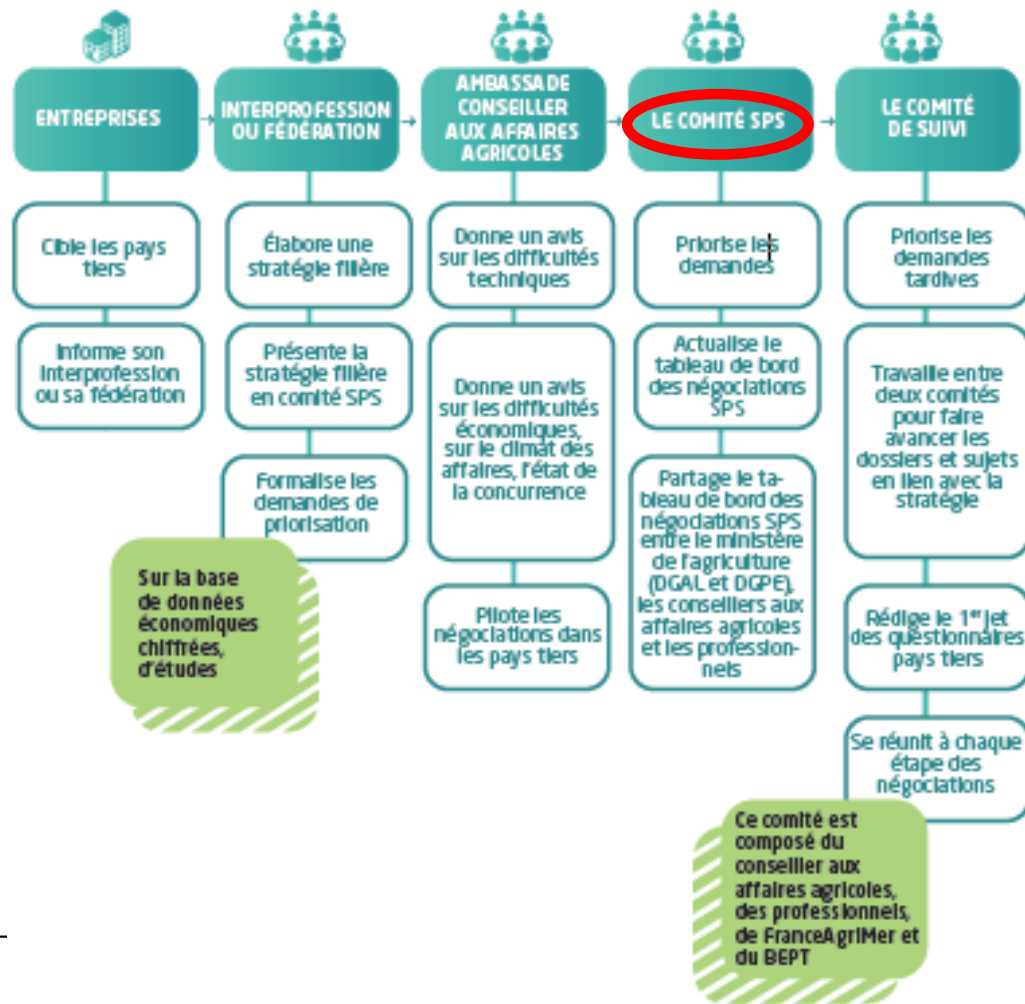 ENTREPRISES
Cible les pays
tiers
Informe son
interprofession
ou sa fédération
INTERPROFESSION
OU FÉDÉRATION
Élabore une
stratégie filière
Présente la
stratégie filière
en comité SPS
Formalise les
demandes de
priorisation
Sur la base
de données
économiques
chiffrées,
d'études
AMBASSADE
CONSEILLER
AUX AFFAIRES
AGRICOLES
Donne un avis
sur les difficultés
techniques
Donne un avis
sur les difficultés
économiques,
sur le climat des
affaires, l'état de
la concurrence
Pilote les
négociations dans
les pays tiers
LE COMITÉ SPS
Priorise les
demandes
Actualise le
tableau de bord
des négociations
SPS
Partage le ta-
bleau de bord des
négociations SPS
entre le ministère
de l'agriculture
(DGAL et DGPE),
les conseillers aux
affaires agricoles
et les profession-
nels
LE COMITÉ
DE SUIVI
Priorise les
demandes
tardives
Travaille entre
deux comités
pour faire
avancer les
dossiers et sujets
en lien avec la
stratégie
Rédige le 1er jet
des questionnaires
pays tiers
Se réunit à chaque
étape des
négociations
Ce comité est
composé du
conseiller aux
affaires agricoles,
des professionnels,
de FranceAgriMer et
du BEPT